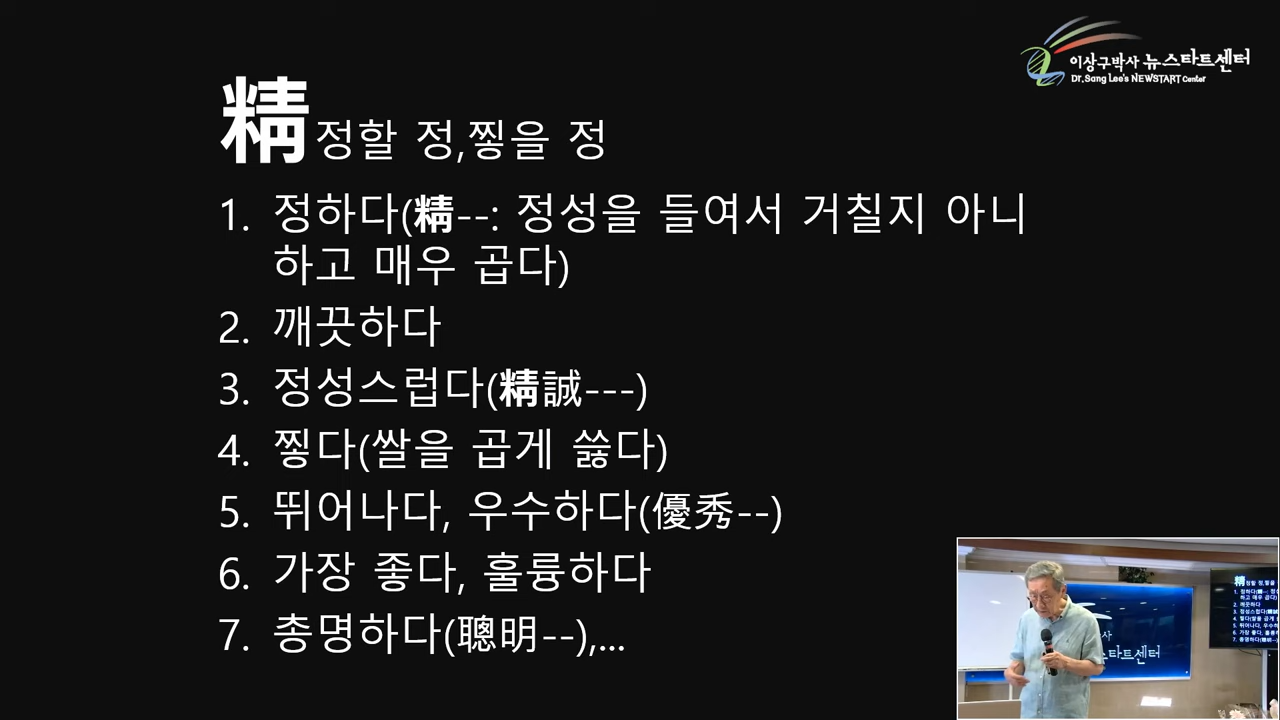 이상구박사 뉴스타트센터
Dr. Sang Lee's NEWSTART Center
精 정할 정,찧을 정
1. 정하다(精--: 정성을 들여서 거칠지 아니
하고 매우 곱다)
2. 깨끗하다
3. 정성스럽다(精誠---)
4. 찧다(쌀을 곱게 쓿다)
5. 뛰어나다, 우수하다(優秀--)
6. 가장 좋다, 훌륭하다
7. 총명하다(聰明--),...